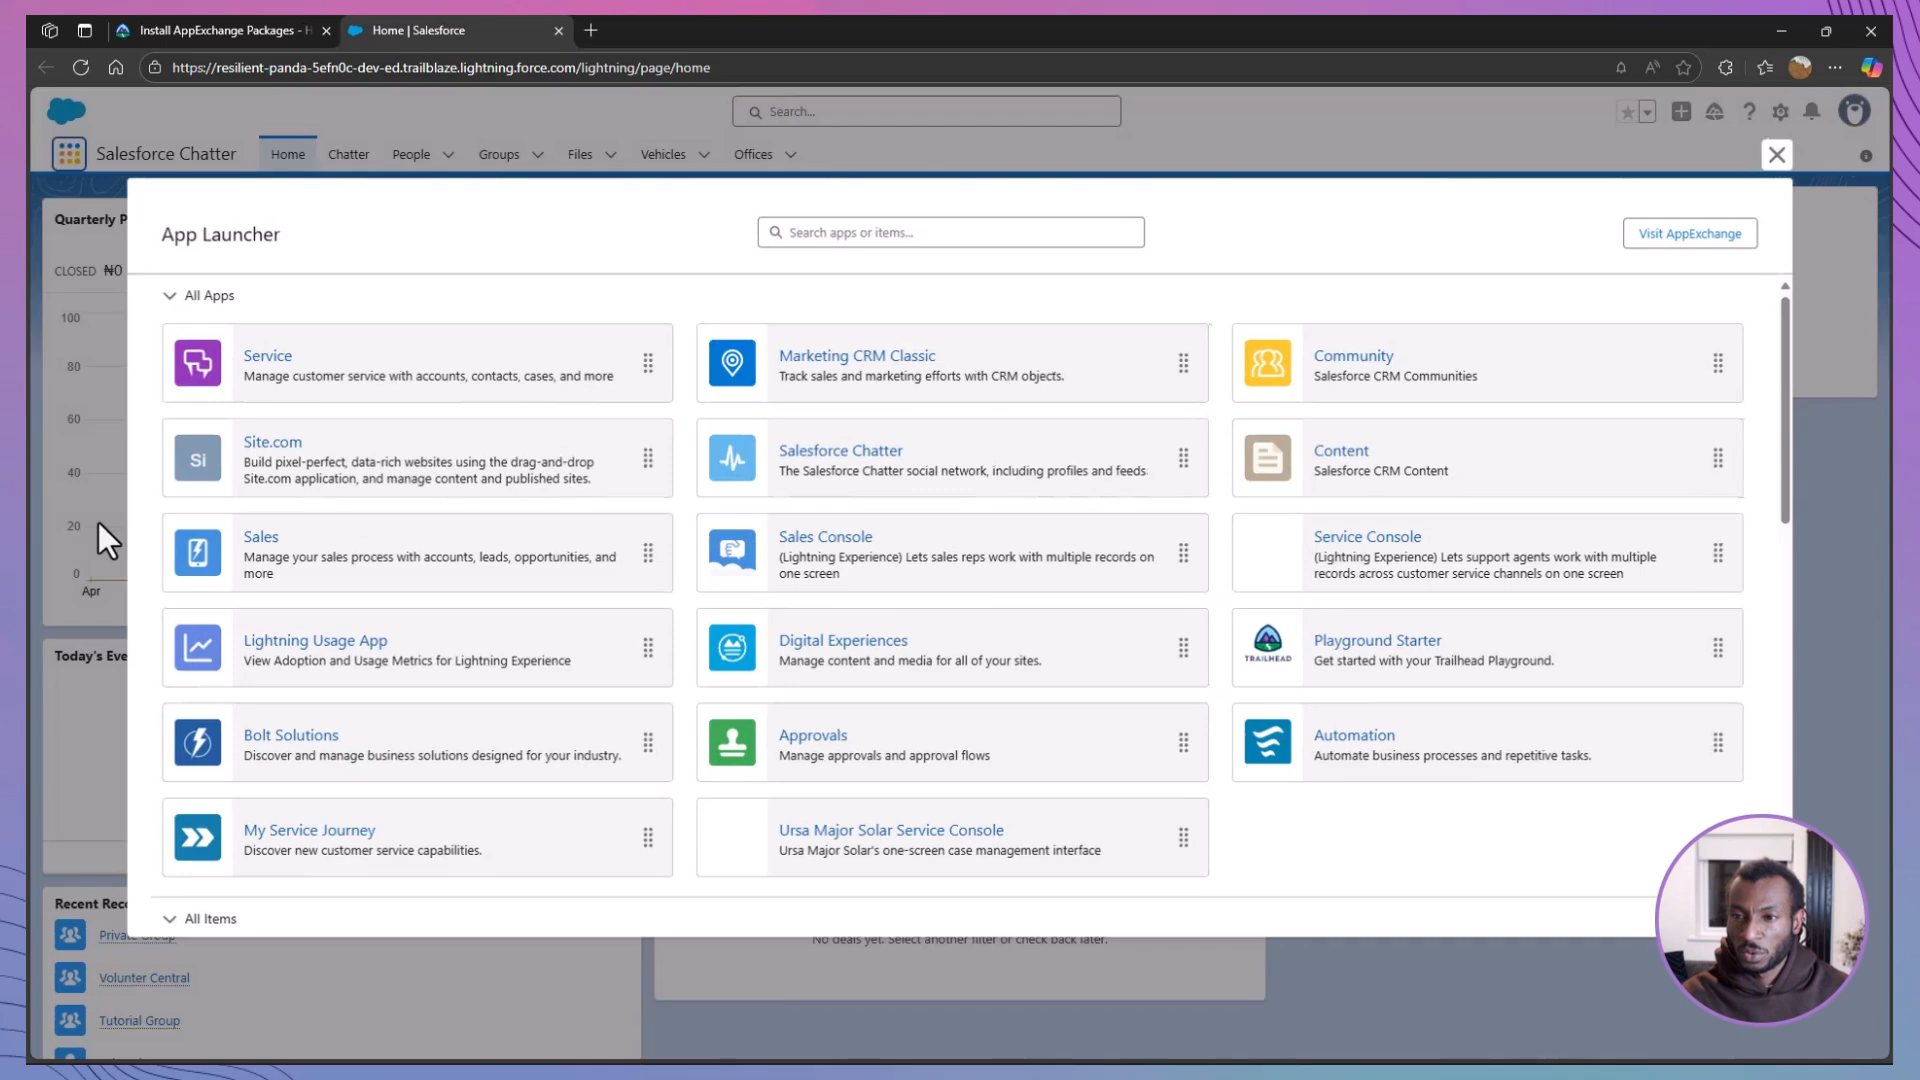 Install AppExchange Packages - H
Home | Salesforce
https://resilient-panda-5efn0c-dev-ed.trailblaze.lightning.force.com/lightning/page/home
Search...
Salesforce Chatter
Home
Chatter
People
Groups
Files
Vehicles
Offices
Quarterly P
CLOSED ₦0
100
80
60
40
20
0
Apr
Today's Eve
Recent Reco
Private Group
Volunter Central
Tutorial Group
App Launcher
Search apps or items...
Visit AppExchange
All Apps
Service
Manage customer service with accounts, contacts, cases, and more
Marketing CRM Classic
Track sales and marketing efforts with CRM objects.
Community
Salesforce CRM Communities
Si
Site.com
Build pixel-perfect, data-rich websites using the drag-and-drop
Site.com application, and manage content and published sites.
Salesforce Chatter
The Salesforce Chatter social network, including profiles and feeds
Content
Salesforce CRM Content
Sales
Manage your sales process with accounts, leads, opportunities, and
more
Sales Console
(Lightning Experience) Lets sales reps work with multiple records on
one screen
Service Console
(Lightning Experience) Lets support agents work with multiple
records across customer service channels on one screen
Lightning Usage App
View Adoption and Usage Metrics for Lightning Experience
Digital Experiences
Manage content and media for all of your sites.
TRAILHEAD
Playground Starter
Get started with your Trailhead Playground.
Bolt Solutions
Discover and manage business solutions designed for your industry.
Approvals
Manage approvals and approval flows
Automation
Automate business processes and repetitive tasks.
My Service Journey
Discover new customer service capabilities.
Ursa Major Solar Service Console
Ursa Major Solar's one-screen case management interface
All Items
No deals yet. Select another filter or check back later.